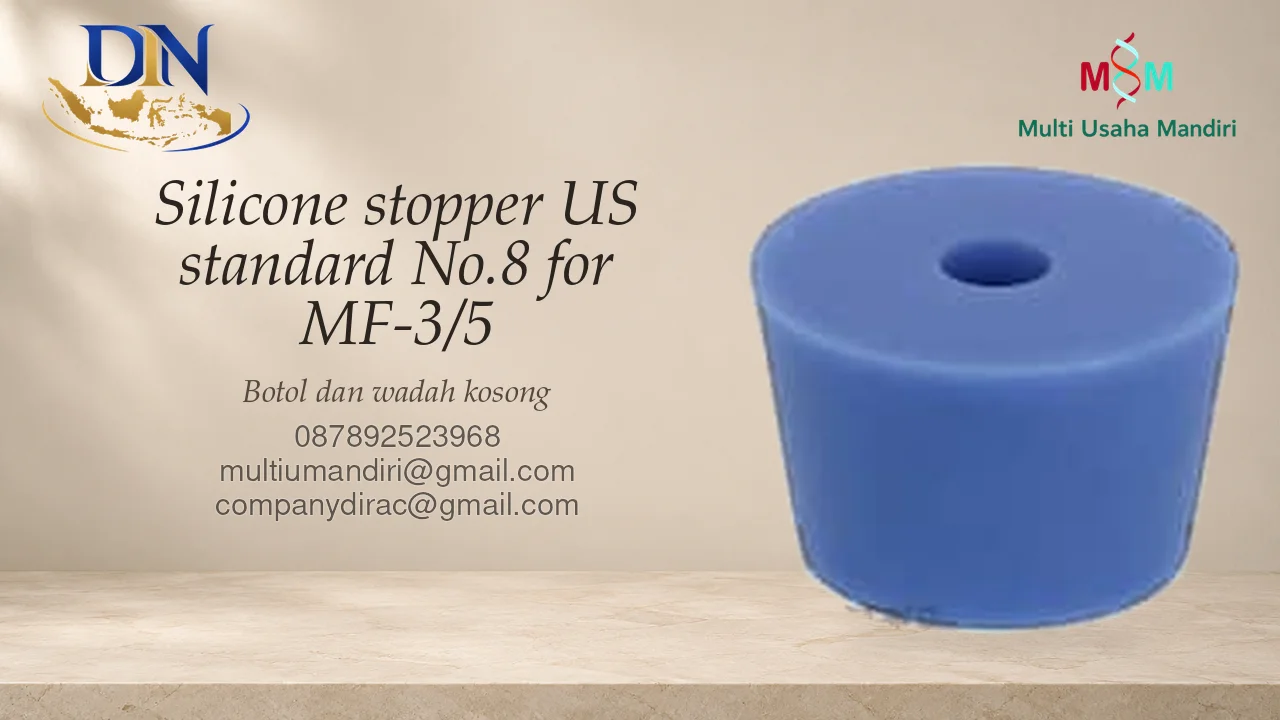 DN
M M
Multi Usaha Mandiri
Silicone stopper US
standard No.8 for
MF-3/5
Botol dan wadah kosong
087892523968
multiumandiri@gmail.com
companydirac@gmail.com